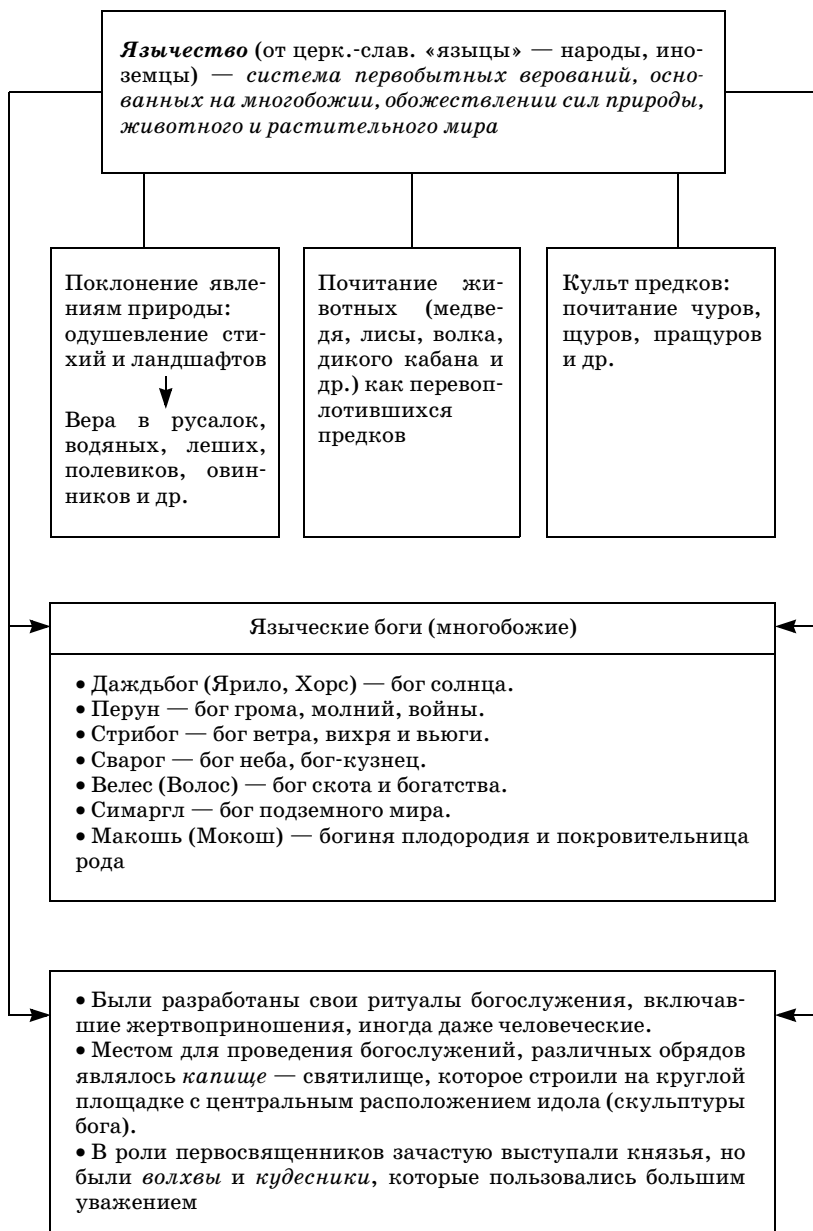 Язычество (от церк.-слав. «языцы» — народы, ино-
земцы) — система первобытных верований, осно-
ванных на многобожии, обожествлении сил природы,
животного и растительного мира
Поклонение явле-
ниям природы:
одушевление сти-
хий и ландшафтов
Вера в русалок,
водяных, леших,
полевиков, овин-
ников и др.
Почитание жи-
вотных (медве-
дя, лисы, волка,
дикого кабана и
др.) как перевоп-
лотившихся
предков
Культ предков:
почитание чуров,
щуров, пращуров
и др.
Языческие боги (многобожие)
• Даждьбог (Ярило, Хорс) — бог солнца.
• Перун — бог грома, молний, войны.
• Стрибог — бог ветра, вихря и вьюги.
• Сварог — бог неба, бог-кузнец.
• Велес (Волос) — бог скота и богатства.
• Симаргл — бог подземного мира.
• Макошь (Мокош) — богиня плодородия и покровительница
рода
• Были разработаны свои ритуалы богослужения, включав-
шие жертвоприношения, иногда даже человеческие.
• Местом для проведения богослужений, различных обрядов
являлось капище — святилище, которое строили на круглой
площадке с центральным расположением идола (скульптуры
бога).
• В роли первосвященников зачастую выступали князья, но
были волхвы и кудесники, которые пользовались большим
уважением